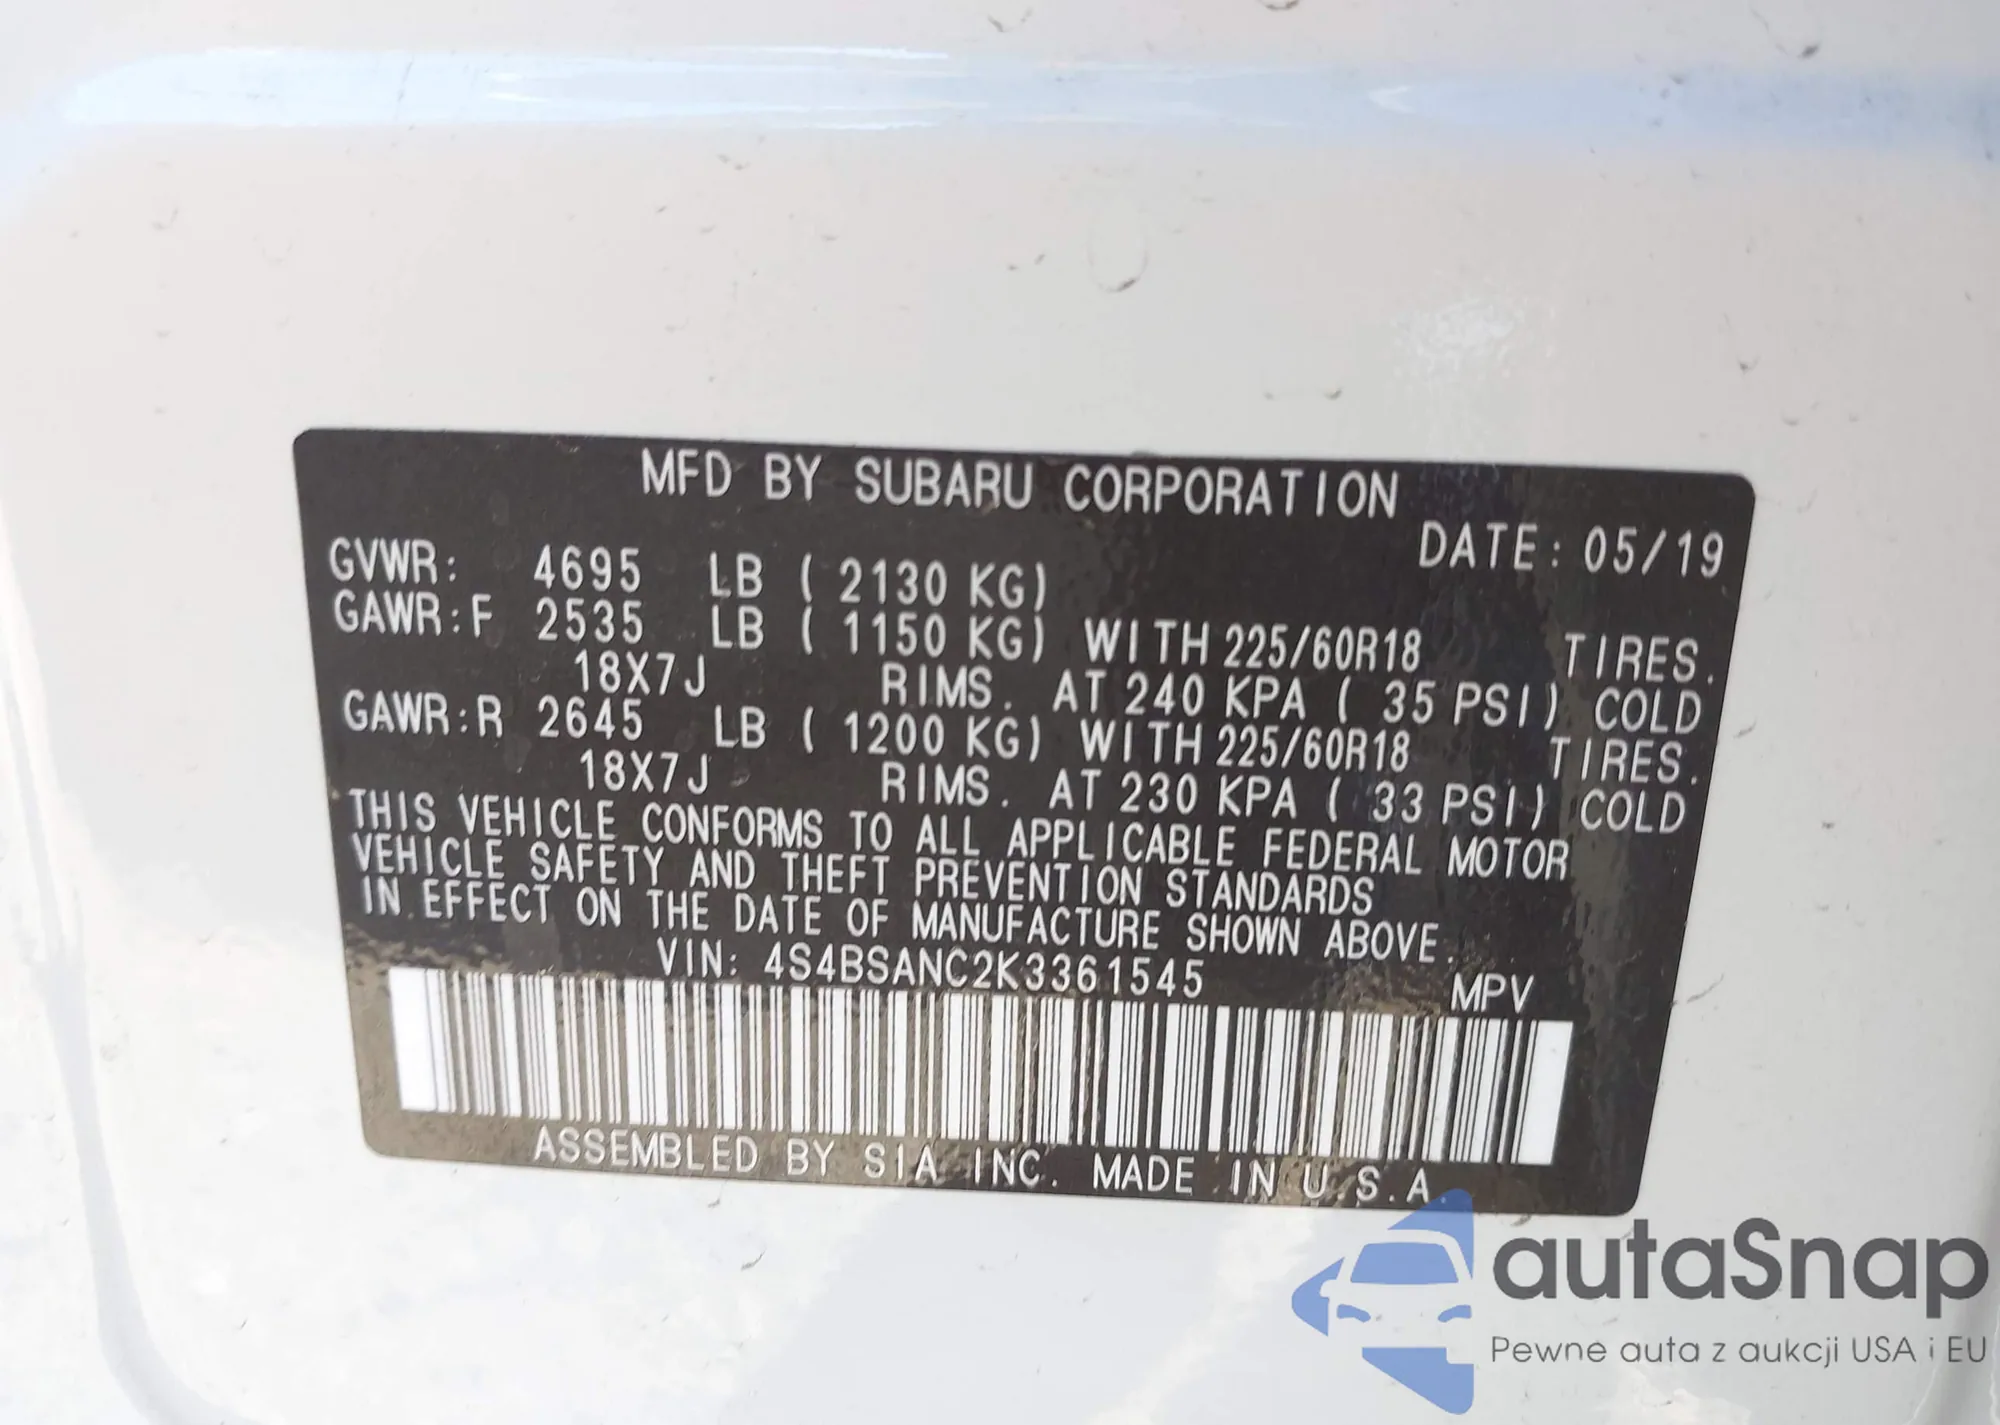 MFD BY SUBARU CORPORATION
DATE: 05/19
GVWR: 4695 LB ( 2130 KG)
GAWR:F 2535 LB ( 1150 KG) WITH 225/60R18 TIRES.
18X7J RIMS. AT 240 KPA ( 35 PSI) COLD
GAWR:R 2645 LB ( 1200 KG) WITH 225/60R18 TIRES.
18X7J RIMS. AT 230 KPA ( 33 PSI) COLD
THIS VEHICLE CONFORMS TO ALL APPLICABLE FEDERAL MOTOR
VEHICLE SAFETY AND THEFT PREVENTION STANDARDS
IN EFFECT ON THE DATE OF MANUFACTURE SHOWN ABOVE.
VIN: 4S4BSANC2K3361545
MPV
ASSEMBLED BY SIA INC. MADE IN U.S.A.
autaSnap
Pewne auta z aukcji USA i EU